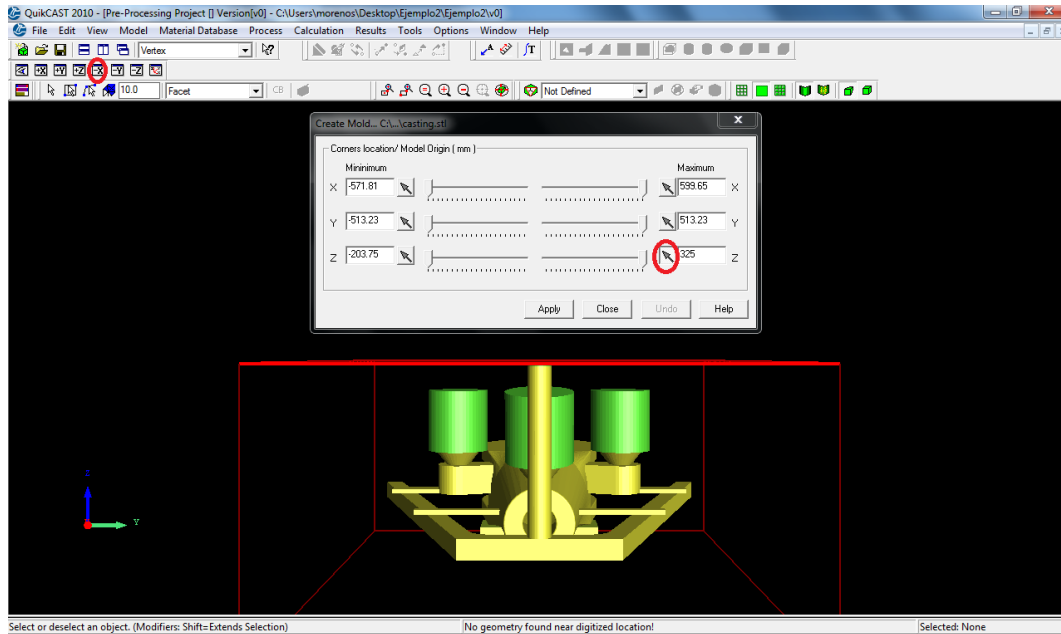 QuikCAST 2010 - [Pre-Processing Project [] Version[v0] - C:\Users\morenos\Desktop\Ejemplo2\Ejemplo2\v0]
File Edit View Model Material Database Process Calculation Results Tools Options Window Help
Vertex
+X +Y +Z -X -Y -Z
10.0 Facet CB Not Defined
Create Mold... C:\...\casting.stl
Corners location/ Model Origin ( mm )
Mininimum Maximum
X -571.81 599.65 X
Y -513.23 513.23 Y
Z -203.75 325 Z
Apply Close Undo Help
Z
Y
Select or deselect an object. (Modifiers: Shift=Extends Selection) No geometry found near digitized location! Selected: None